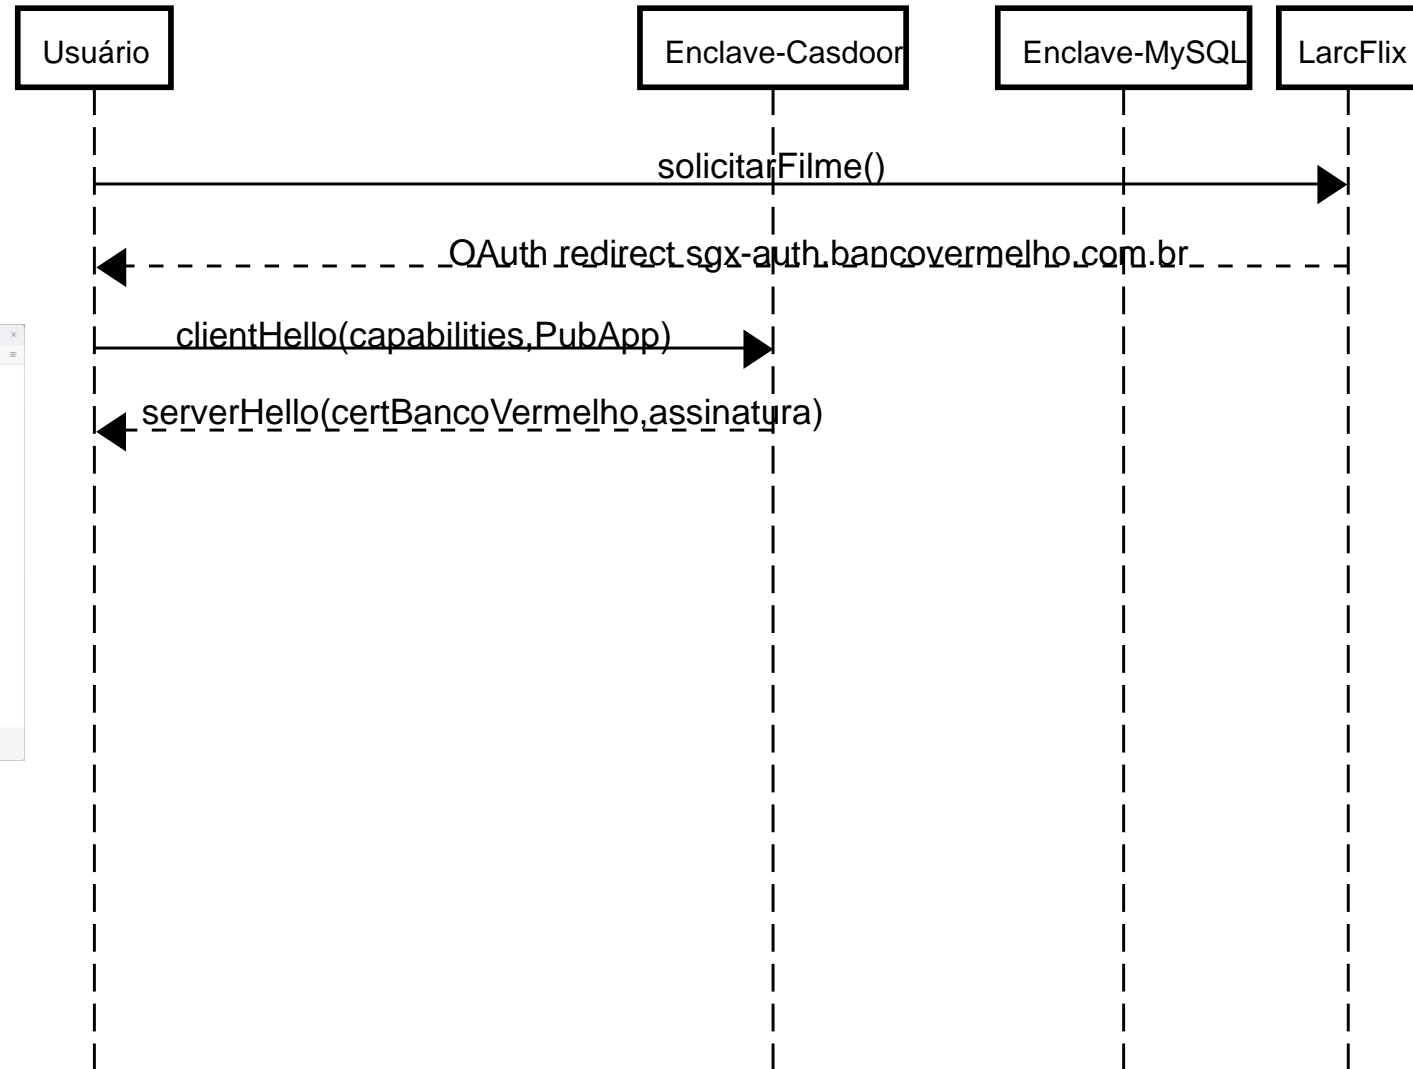 Usuário
Enclave-Casdoor
Enclave-MySQL
LarcFlix
solicitarFilme()
OAuth redirect sgx-auth.bancovermelho.com.br
clientHello(capabilities,PubApp)
serverHello(certBancoVermelho,assinatura)